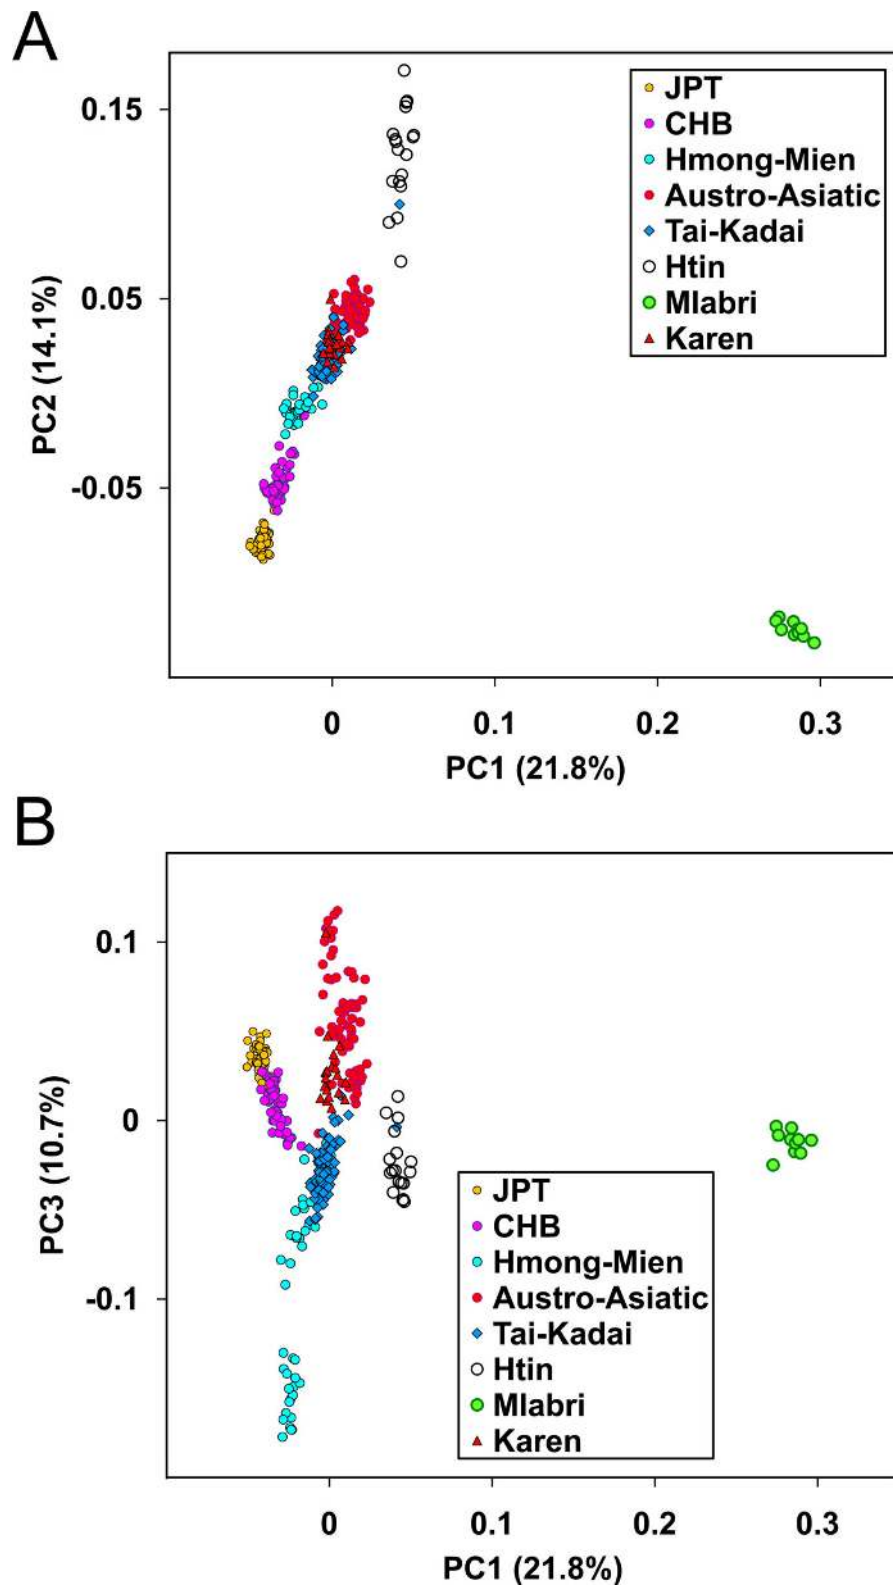 A
0.15
0.05
-0.05
PC2 (14.1%)
JPT
CHB
Hmong-Mien
Austro-Asiatic
Tai-Kadai
Htin
Mlabri
Karen
0 0.1 0.2 0.3
PC1 (21.8%)
B
0.1
0
-0.1
PC3 (10.7%)
JPT
CHB
Hmong-Mien
Austro-Asiatic
Tai-Kadai
Htin
Mlabri
Karen
0 0.1 0.2 0.3
PC1 (21.8%)